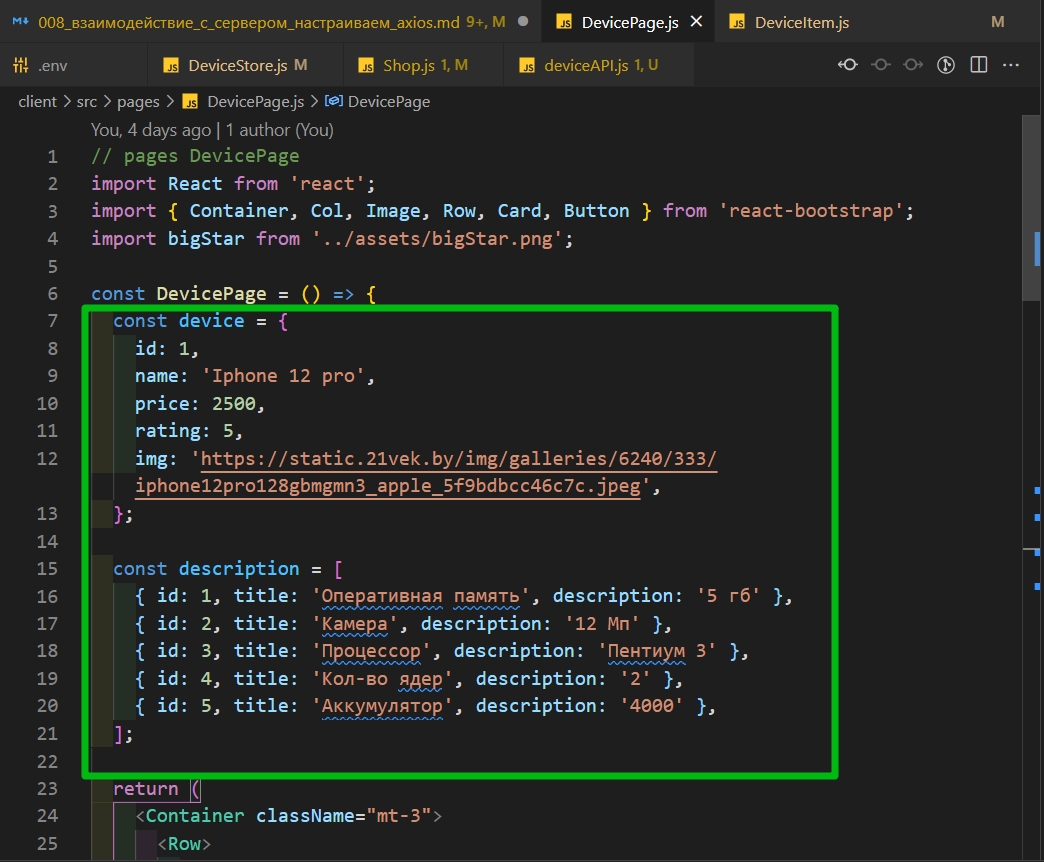 008_взаимодействие_с_сервером_настраиваем_axios.md 9+, M
JS DevicePage.js
JS DeviceItem.js M
.env
JS DeviceStore.js M
JS Shop.js 1, M
JS deviceAPI.js 1, U
client > src > pages > JS DevicePage.js > DevicePage
You, 4 days ago | 1 author (You)
1 // pages DevicePage
2 import React from 'react';
3 import { Container, Col, Image, Row, Card, Button } from 'react-bootstrap';
4 import bigStar from '../assets/bigStar.png';
5
6 const DevicePage = () => {
7 const device = {
8 id: 1,
9 name: 'Iphone 12 pro',
10 price: 2500,
11 rating: 5,
12 img: 'https://static.21vek.by/img/galleries/6240/333/
iphone12pro128gbmgmn3_apple_5f9bdbcc46c7c.jpeg',
13 };
14
15 const description = [
16 { id: 1, title: 'Оперативная память', description: '5 гб' },
17 { id: 2, title: 'Камера', description: '12 Мп' },
18 { id: 3, title: 'Процессор', description: 'Пентиум 3' },
19 { id: 4, title: 'Кол-во ядер', description: '2' },
20 { id: 5, title: 'Аккумулятор', description: '4000' },
21 ];
22
23 return (
24 <Container className="mt-3">
25 <Row>